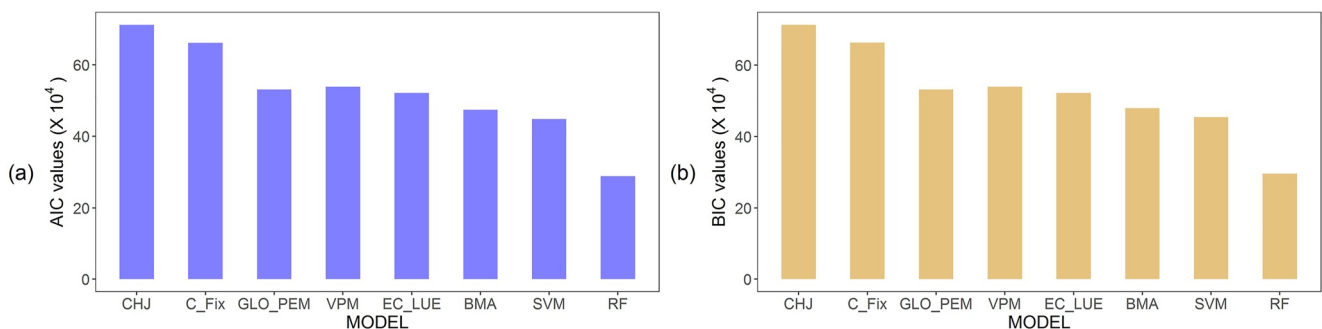 (a)
AIC values (X 10⁴ )
60
40
20
0
CHJ C_Fix GLO_PEM VPM EC_LUE BMA SVM RF
MODEL
(b)
BIC values (X 10⁴ )
60
40
20
0
CHJ C_Fix GLO_PEM VPM EC_LUE BMA SVM RF
MODEL